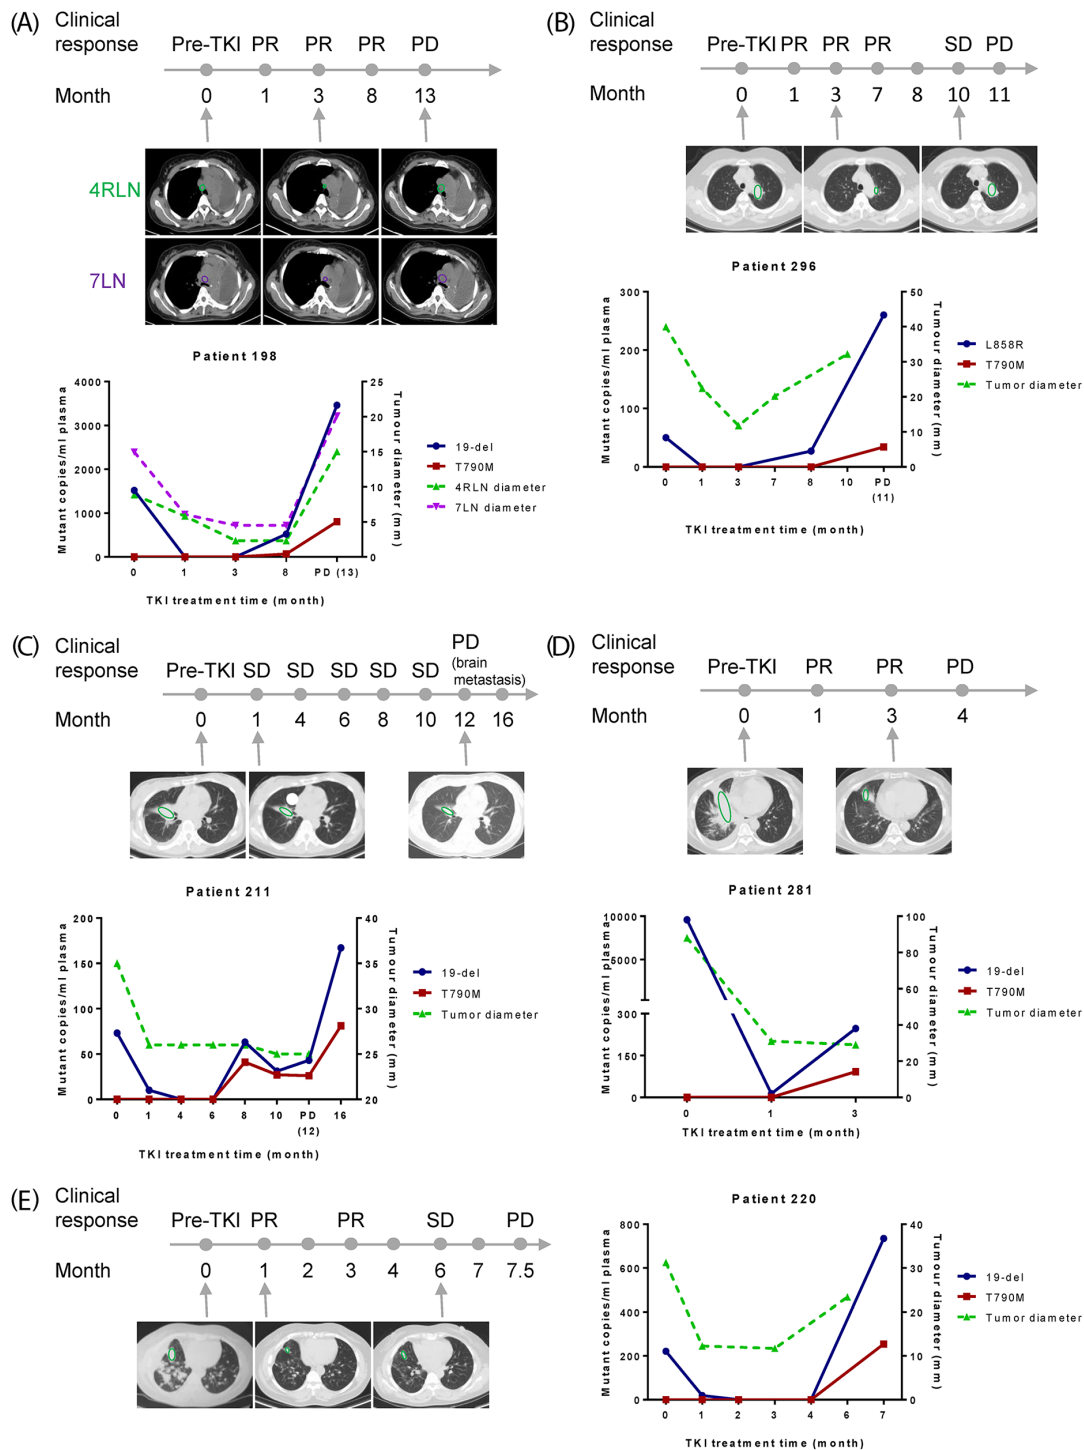 (A)
Clinical
response
Pre-TKI PR PR PR PD
Month 0 1 3 8 13
4RLN
7LN
Patient 198
Mutant copies/ml plasma
4000
3000
2000
1000
0
25
20
15
10
5
0
Tumour diameter (mm)
0 1 3 8 PD (13)
TKI treatment time (month)
19-del
T790M
4RLN diameter
7LN diameter
(B)
Clinical
response
Pre-TKI PR PR PR SD PD
Month 0 1 3 7 8 10 11
Patient 296
Mutant copies/ml plasma
300
200
100
0
50
40
30
20
10
0
Tumour diameter (mm)
0 1 3 7 8 10 PD
(11)
TKI treatment time (month)
L858R
T790M
Tumor diameter
(C)
Clinical
response
Pre-TKI SD SD SD SD SD PD
(brain
metastasis)
Month 0 1 4 6 8 10 12 16
Patient 211
Mutant copies/ml plasma
200
150
100
50
0
40
35
30
25
20
Tumour diameter (mm)
0 1 4 6 8 10 PD 16
(12)
TKI treatment time (month)
19-del
T790M
Tumor diameter
(D)
Clinical
response
Pre-TKI PR PR PD
Month 0 1 3 4
Patient 281
Mutant copies/ml plasma
10000
5000
300
150
0
100
80
60
40
20
0
Tumour diameter (mm)
0 1 3
TKI treatment time (month)
19-del
T790M
Tumor diameter
(E)
Clinical
response
Pre-TKI PR PR SD PD
Month 0 1 2 3 4 6 7 7.5
Patient 220
Mutant copies/ml plasma
800
600
400
200
0
40
30
20
10
0
Tumour diameter (mm)
0 1 2 3 4 6 7
TKI treatment time (month)
19-del
T790M
Tumor diameter